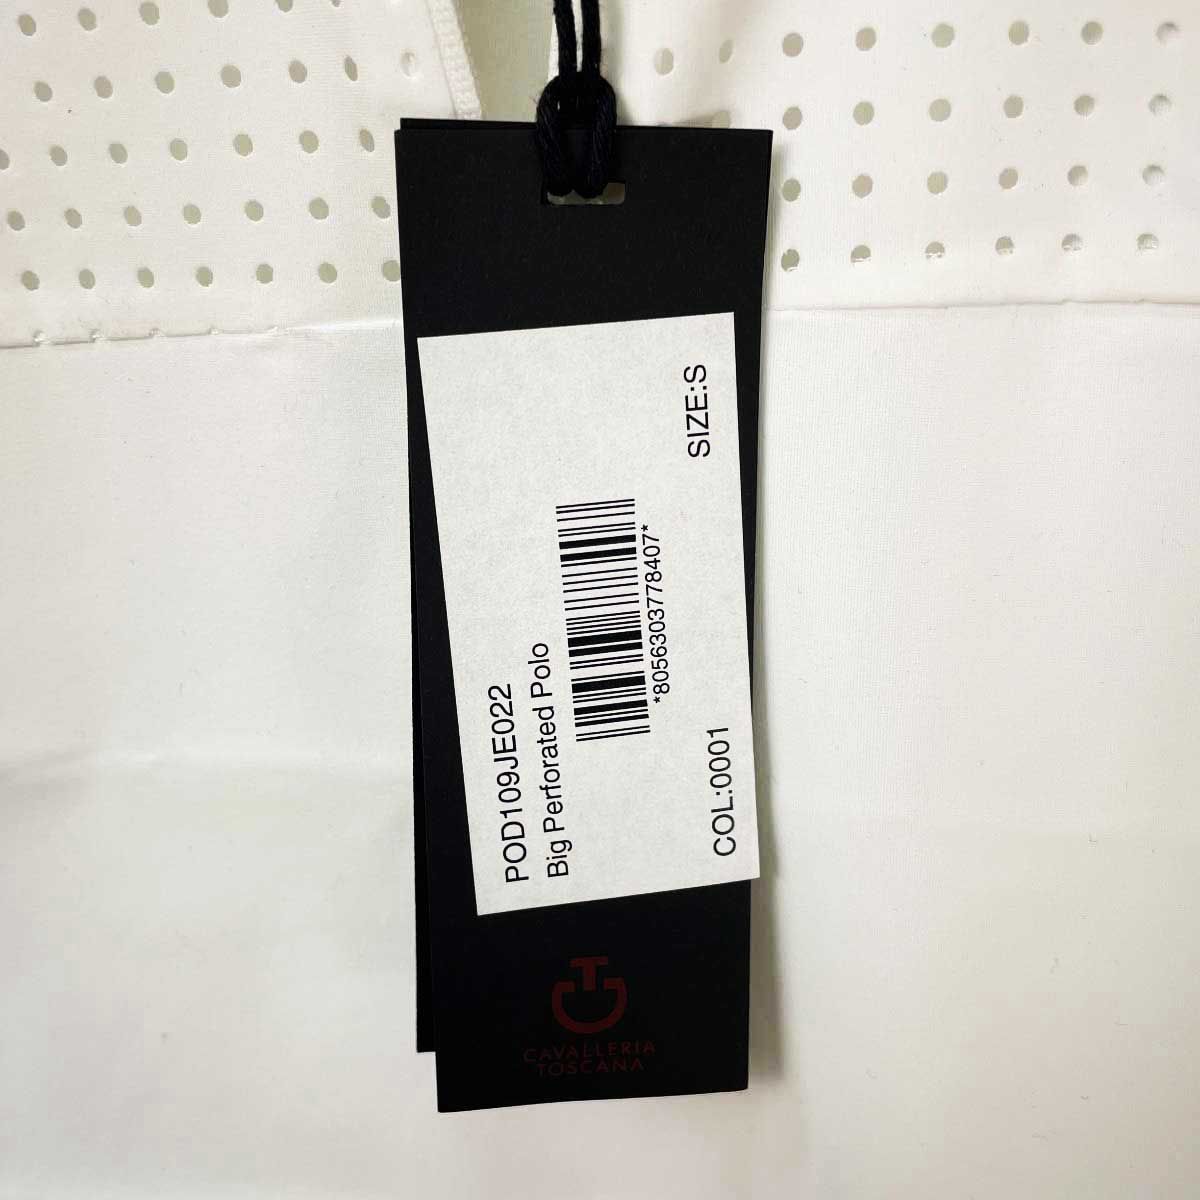 POD109JE022
Big Perforated Polo
*8056303778407*
COL:0001
SIZE:S
CAVALLERIA
TOSCANA